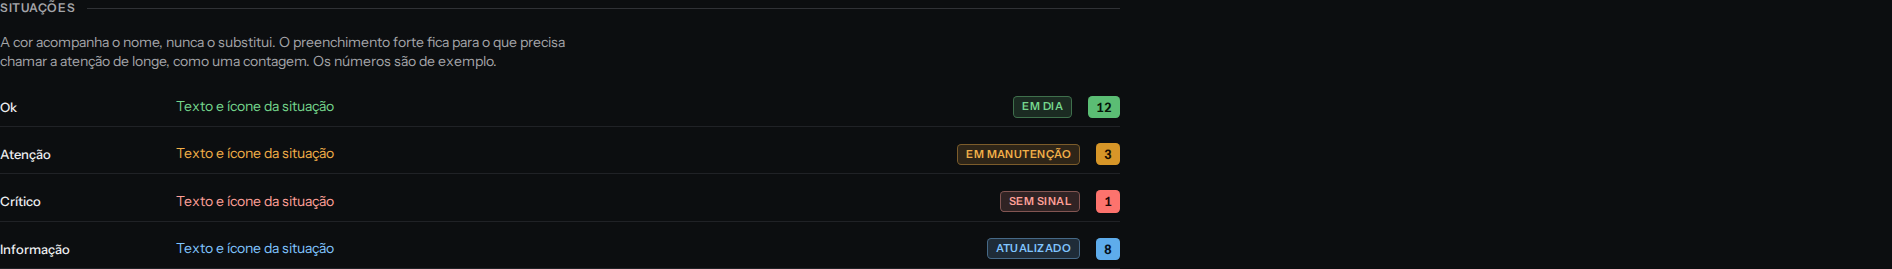 SITUAÇÕES
A cor acompanha o nome, nunca o substitui. O preenchimento forte fica para o que precisa
chamar a atenção de longe, como uma contagem. Os números são de exemplo.
Ok Texto e ícone da situação EM DIA 12
Atenção Texto e ícone da situação EM MANUTENÇÃO 3
Crítico Texto e ícone da situação SEM SINAL 1
Informação Texto e ícone da situação ATUALIZADO 8